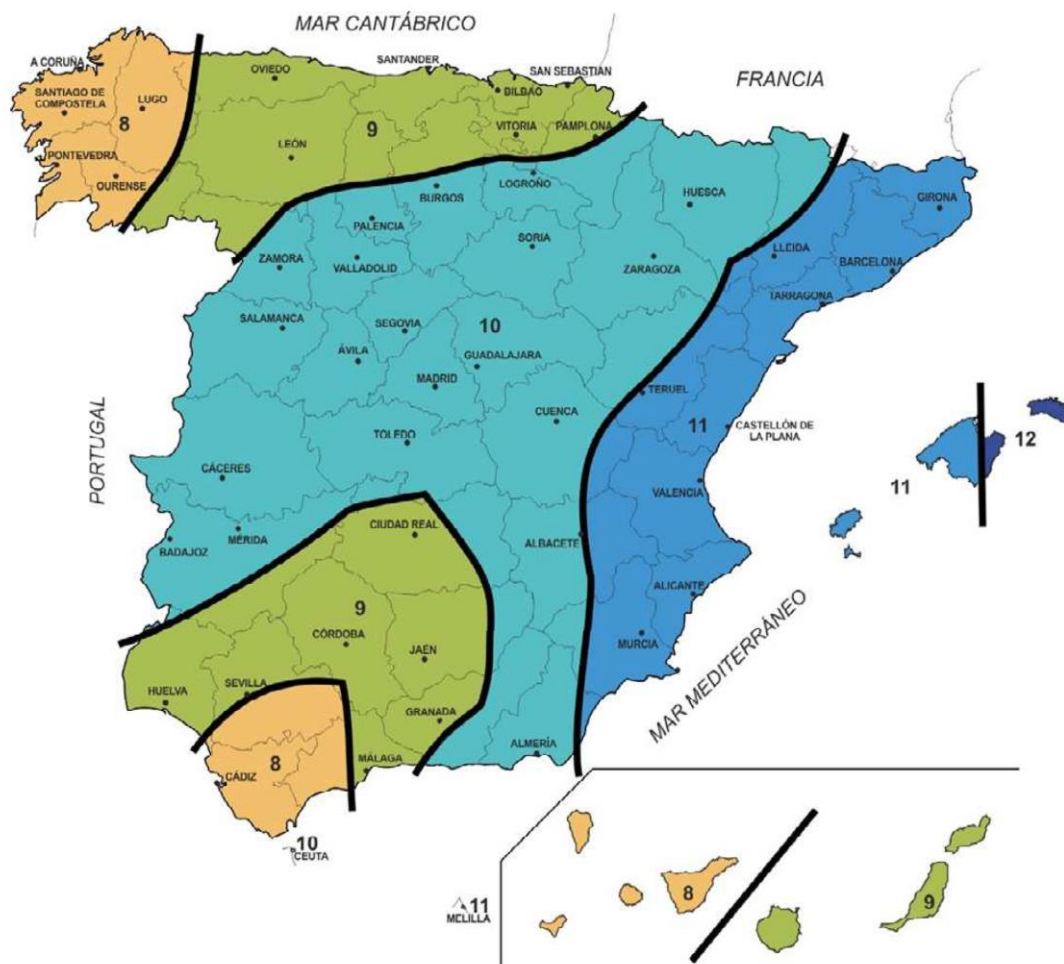 MAR CANTÁBRICO
A CORUÑA
OVIEDO
SANTANDER
SAN SEBASTIAN
FRANCIA
SANTIAGO DE
COMPOSTELA
LUGO
BILBAO
8
9
VITORIA
PAMPLONA
LEÓN
PONTEVEDRA
OURENSE
LOGROÑO
BURGOS
HUESCA
GIRONA
PALENCIA
SORIA
LLEIDA
ZAMORA
VALLADOLID
ZARAGOZA
BARCELONA
TARRAGONA
SALAMANCA
SEGOVIA
10
ÁVILA
GUADALAJARA
MADRID
TERUEL
CUENCA
11
CASTELLÓN DE
LA PLANA
12
PORTUGAL
TOLEDO
CÁCERES
VALENCIA
11
CIUDAD REAL
MÉRIDA
BADAJOZ
ALBACETE
ALICANTE
9
CÓRDOBA
JAÉN
MURCIA
MAR MEDITERRÁNEO
HUELVA
SEVILLA
GRANADA
ALMERÍA
MÁLAGA
8
CÁDIZ
10
CEUTA
11
MELILLA
8
9